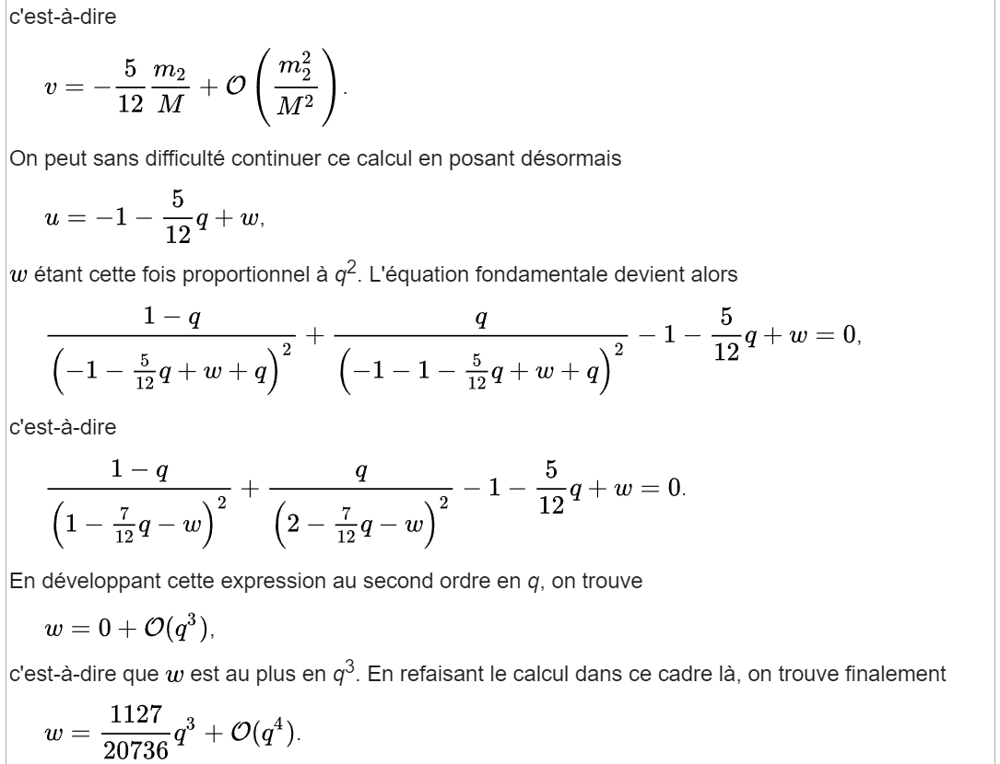 c'est-à-dire
v = -\frac{5}{12}\frac{m_2}{M} + \mathcal{O}\left(\frac{m_2^2}{M^2}\right).
On peut sans difficulté continuer ce calcul en posant désormais
u = -1 - \frac{5}{12}q + w,
w étant cette fois proportionnel à q^2. L'équation fondamentale devient alors
\frac{1-q}{\left(-1-\frac{5}{12}q+w+q\right)^2} + \frac{q}{\left(-1-1-\frac{5}{12}q+w+q\right)^2} - 1 - \frac{5}{12}q + w = 0,
c'est-à-dire
\frac{1-q}{\left(1-\frac{7}{12}q-w\right)^2} + \frac{q}{\left(2-\frac{7}{12}q-w\right)^2} - 1 - \frac{5}{12}q + w = 0.
En développant cette expression au second ordre en q, on trouve
w = 0 + \mathcal{O}(q^3),
c'est-à-dire que w est au plus en q^3. En refaisant le calcul dans ce cadre là, on trouve finalement
w = \frac{1127}{20736}q^3 + \mathcal{O}(q^4).